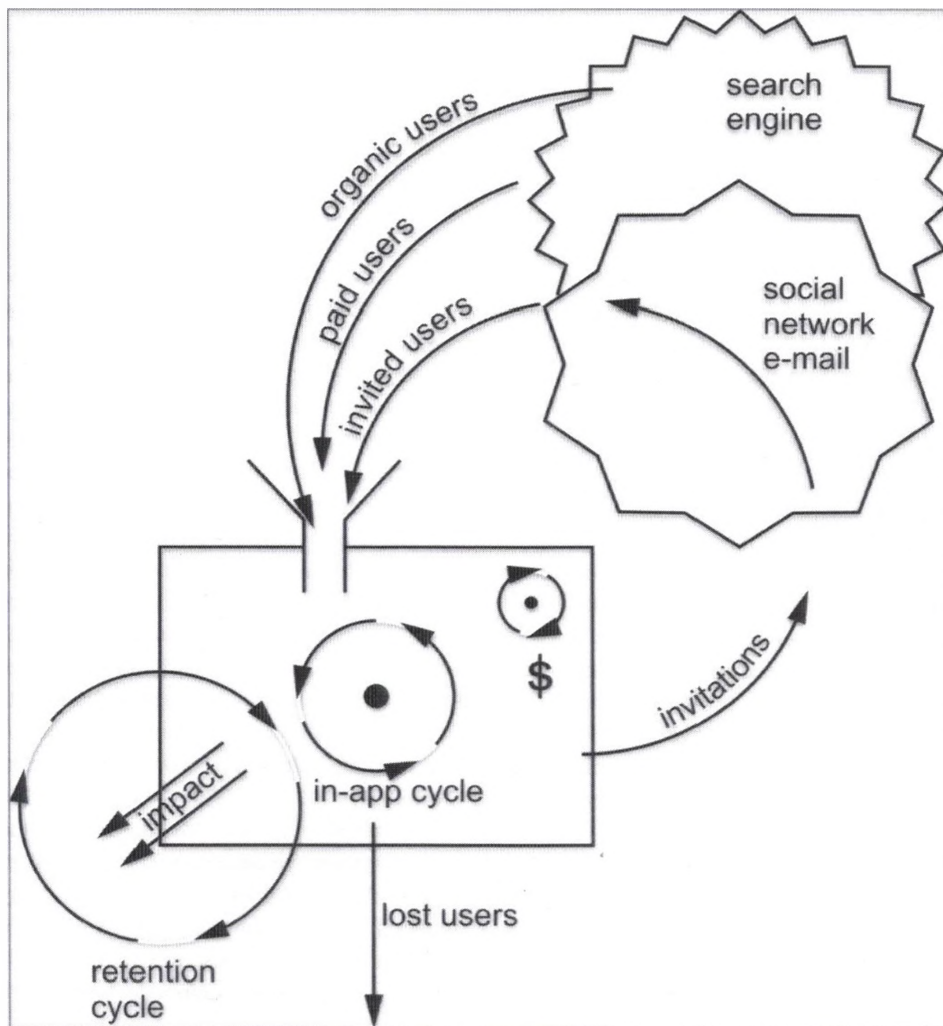 search
engine
organic users
paid users
invited users
social
network
e-mail
$
invitations
in-app cycle
impact
lost users
retention
cycle